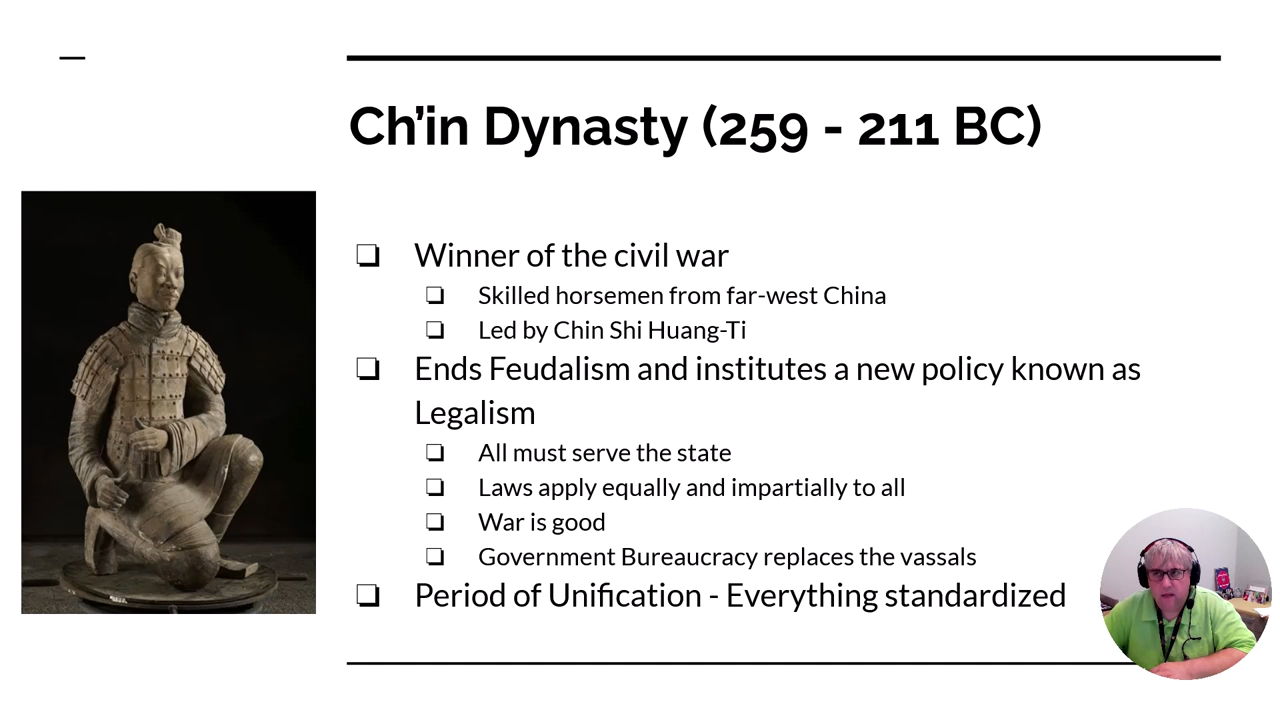 Ch’in Dynasty (259 - 211 BC)
❏ Winner of the civil war
❏ Skilled horsemen from far-west China
❏ Led by Chin Shi Huang-Ti
❏ Ends Feudalism and institutes a new policy known as
Legalism
❏ All must serve the state
❏ Laws apply equally and impartially to all
❏ War is good
❏ Government Bureaucracy replaces the vassals
❏ Period of Unification - Everything standardized